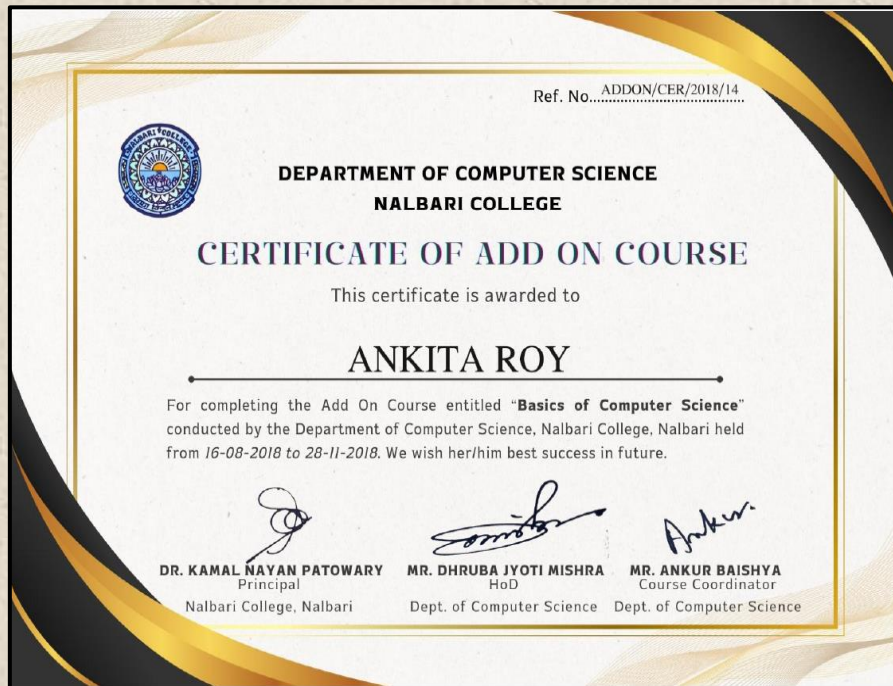 Ref. No. ADDON/CER/2018/14
NALBARI COLLEGE
DEPARTMENT OF COMPUTER SCIENCE
NALBARI COLLEGE
CERTIFICATE OF ADD ON COURSE
This certificate is awarded to
ANKITA ROY
For completing the Add On Course entitled “Basics of Computer Science”
conducted by the Department of Computer Science, Nalbari College, Nalbari held
from 16-08-2018 to 28-11-2018. We wish her/him best success in future.
Ankur.
DR. KAMAL NAYAN PATOWARY MR. DHRUBA JYOTI MISHRA MR. ANKUR BAISHYA
Principal HoD Course Coordinator
Nalbari College, Nalbari Dept. of Computer Science Dept. of Computer Science